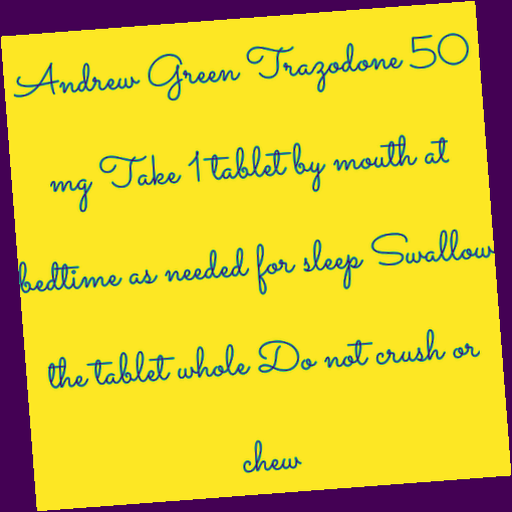 Andrew Green Trazodone 50
mg Take 1 tablet by mouth at
bedtime as needed for sleep Swallow
the tablet whole Do not crush or
chew